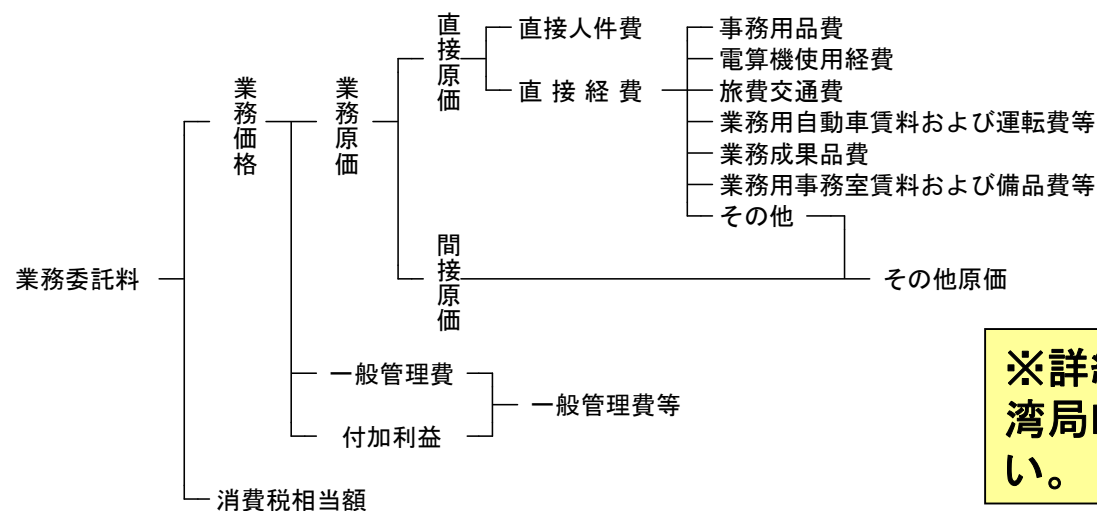 業務委託料
業務価格
業務原価
直接原価
直接人件費
直接経費
事務用品費
電算機使用経費
旅費交通費
業務用自動車賃料および運転費等
業務成果品費
業務用事務室賃料および備品費等
その他
間接原価
その他原価
一般管理費
付加利益
一般管理費等
消費税相当額
※詳
湾局
い。